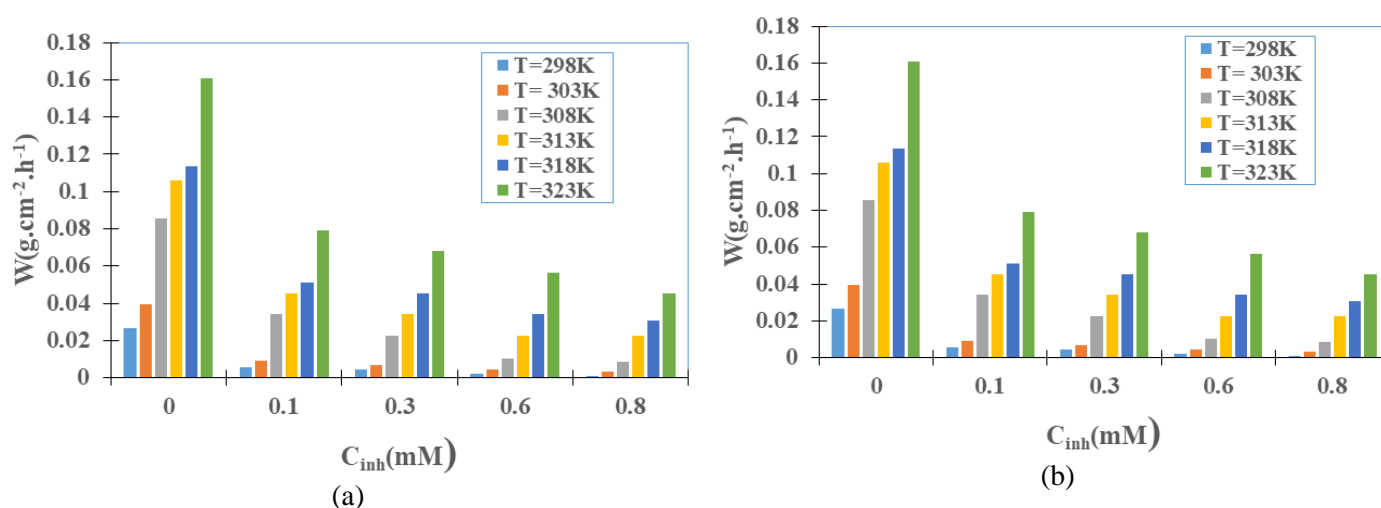 0.18
0.16
0.14
0.12
0.1
0.08
0.06
0.04
0.02
0
W(g.cm-2.h-1)
T=298K
T= 303K
T=308K
T=313K
T=318K
T=323K
0 0.1 0.3 0.6 0.8
Cinh(mM)
(a)
0.18
0.16
0.14
0.12
0.1
0.08
0.06
0.04
0.02
0
W(g.cm-2.h-1)
T=298K
T= 303K
T=308K
T=313K
T=318K
T=323K
0 0.1 0.3 0.6 0.8
Cinh(mM)
(b)